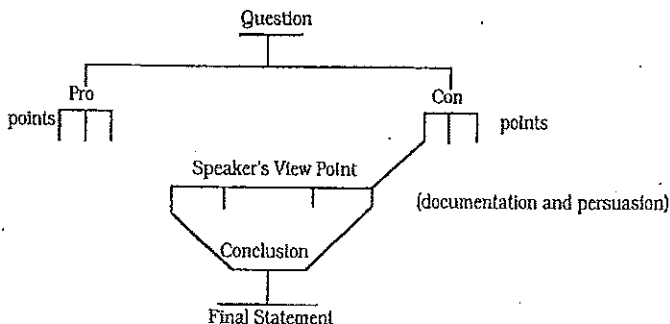 Question
Pro
Con
points
points
Speaker's View Point
(documentation and persuasion)
Conclusion
Final Statement